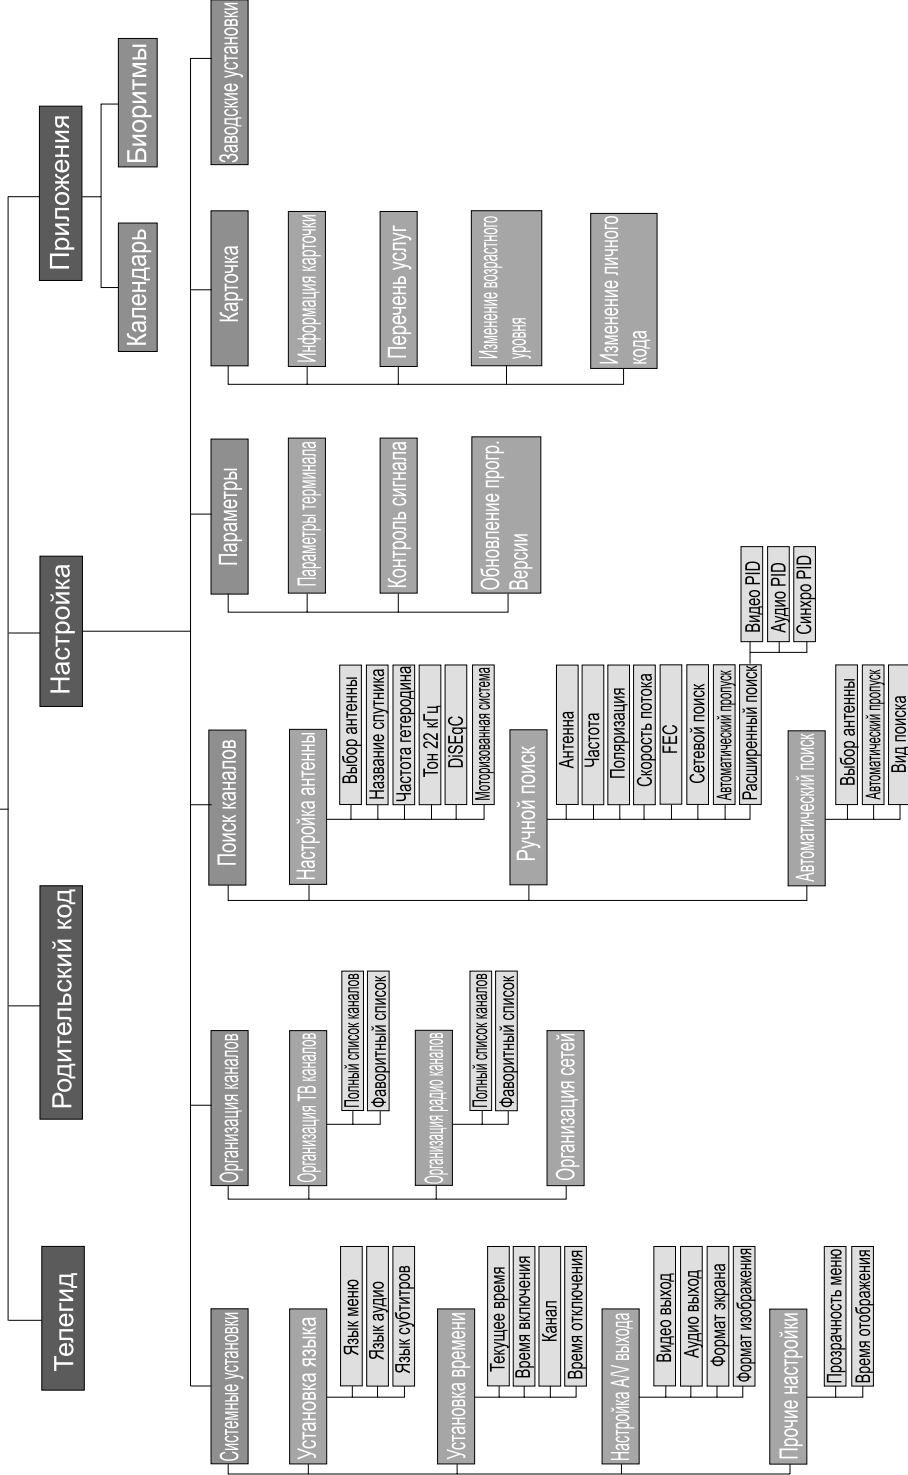 Телегид
Родительский код
Настройка
Приложения
Календарь
Биоритмы
Системные установки
Установка языка
Язык меню
Язык аудио
Язык субтитров
Установка времени
Текущее время
Время включения
Канал
Время отключения
Настройка A/V выхода
Видео выход
Аудио выход
Формат экрана
Формат изображения
Прочие настройки
Прозрачность меню
Время отображения
Организация каналов
Организация ТВ каналов
Полный список каналов
Фаворитный список
Организация радио каналов
Полный список каналов
Фаворитный список
Организация сетей
Поиск каналов
Настройка антенны
Выбор антенны
Название спутника
Частота гетеродина
Тон 22 кГц
DiSEqC
Моторизованная система
Ручной поиск
Антенна
Частота
Поляризация
Скорость потока
FEC
Сетевой поиск
Автоматический пропуск
Расширенный поиск
Видео PID
Аудио PID
Синхро PID
Автоматический поиск
Выбор антенны
Автоматический пропуск
Вид поиска
Параметры
Параметры терминала
Контроль сигнала
Обновление прогр.
Версии
Карточка
Информация карточки
Перечень услуг
Изменение возрастного
уровня
Изменение личного
кода
Заводские установки